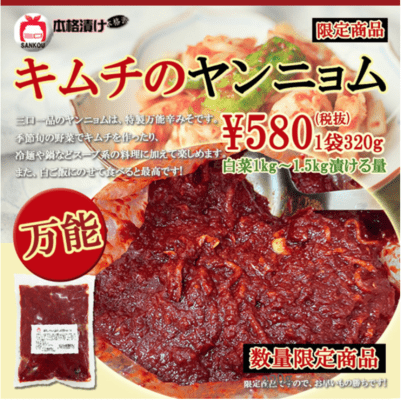 SANKOU
本格漬け
限定商品
キムチのヤンニョム
三口一品のヤンニョムは、特製万能辛みそです。
季節旬の野菜でキムチを作ったり、
冷麺や鍋などスープ系の料理に加えて楽しめます。
また、白ご飯にのせて食べると最高です!
¥580(税抜)
1袋320g
白菜1kg～1.5kg漬ける量
万能
数量限定商品